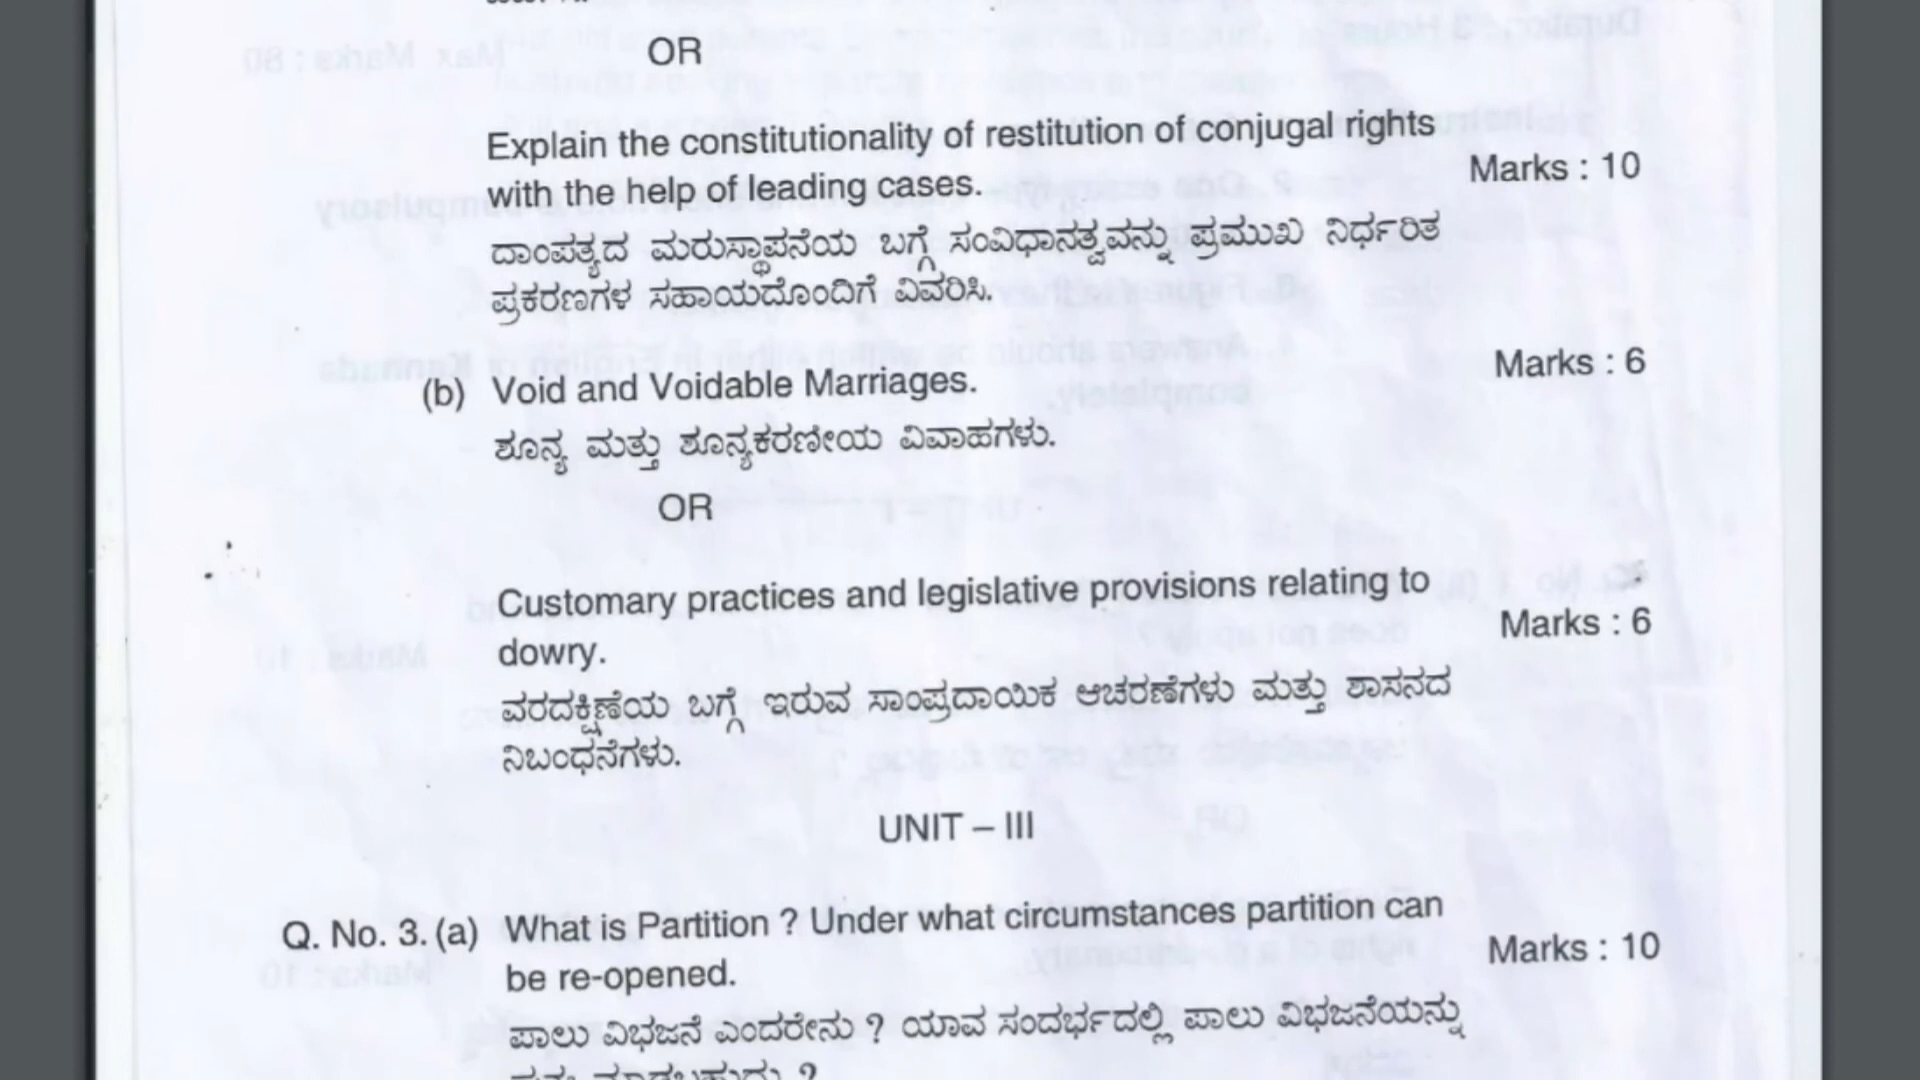 OR
Explain the constitutionality of restitution of conjugal rights
with the help of leading cases.
Marks : 10
ದಾಂಪತ್ಯದ ಮರುಸ್ಥಾಪನೆಯ ಬಗ್ಗೆ ಸಂವಿಧಾನತ್ವವನ್ನು ಪ್ರಮುಖ ನಿರ್ಧರಿತ
ಪ್ರಕರಣಗಳ ಸಹಾಯದೊಂದಿಗೆ ವಿವರಿಸಿ.
(b) Void and Voidable Marriages.
Marks : 6
ಶೂನ್ಯ ಮತ್ತು ಶೂನ್ಯಕರಣೀಯ ವಿವಾಹಗಳು.
OR
Customary practices and legislative provisions relating to
dowry.
Marks : 6
ವರದಕ್ಷಿಣೆಯ ಬಗ್ಗೆ ಇರುವ ಸಾಂಪ್ರದಾಯಿಕ ಆಚರಣೆಗಳು ಮತ್ತು ಶಾಸನದ
ನಿಬಂಧನೆಗಳು.
UNIT – III
Q. No. 3. (a) What is Partition ? Under what circumstances partition can
be re-opened.
Marks : 10
ಪಾಲು ವಿಭಜನೆ ಎಂದರೇನು ? ಯಾವ ಸಂದರ್ಭದಲ್ಲಿ ಪಾಲು ವಿಭಜನೆಯನ್ನು